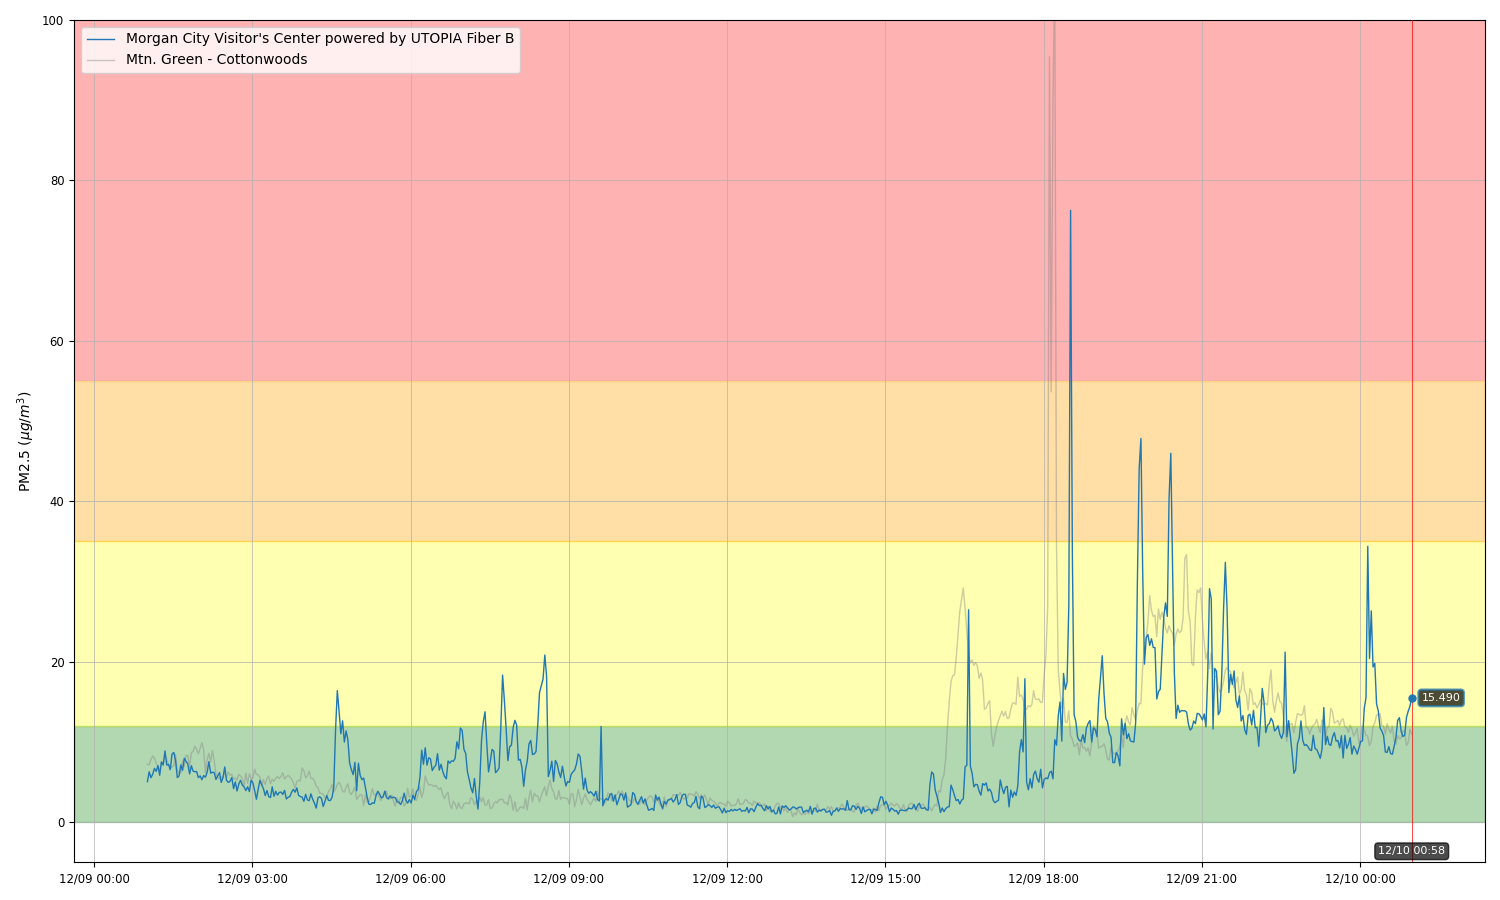 100
Morgan City Visitor's Center powered by UTOPIA Fiber B
Mtn. Green - Cottonwoods
80
60
PM2.5 (μg/m³)
40
20
15.490
0
12/10 00:58
12/09 00:00 12/09 03:00 12/09 06:00 12/09 09:00 12/09 12:00 12/09 15:00 12/09 18:00 12/09 21:00 12/10 00:00